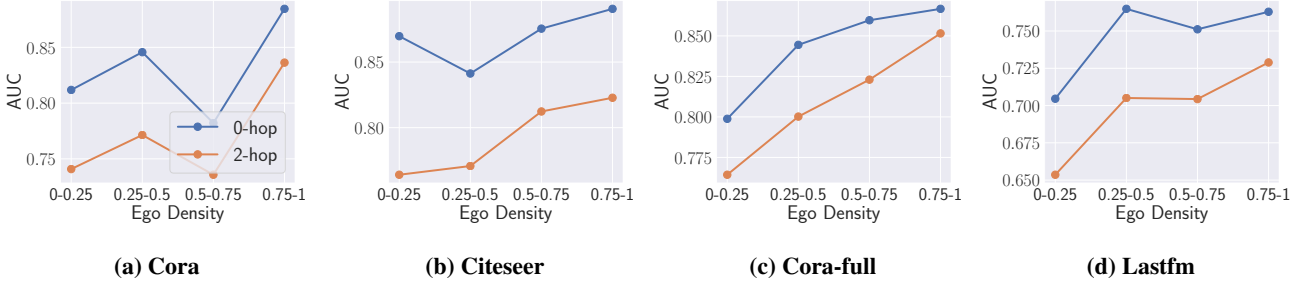 AUC
0.85
0.80
0.75
0-hop
2-hop
0-0.25 0.25-0.5 0.5-0.75 0.75-1
Ego Density
(a) Cora
AUC
0.85
0.80
0-0.25 0.25-0.5 0.5-0.75 0.75-1
Ego Density
(b) Citeseer
AUC
0.850
0.825
0.800
0.775
0-0.25 0.25-0.5 0.5-0.75 0.75-1
Ego Density
(c) Cora-full
AUC
0.750
0.725
0.700
0.675
0.650
0-0.25 0.25-0.5 0.5-0.75 0.75-1
Ego Density
(d) Lastfm